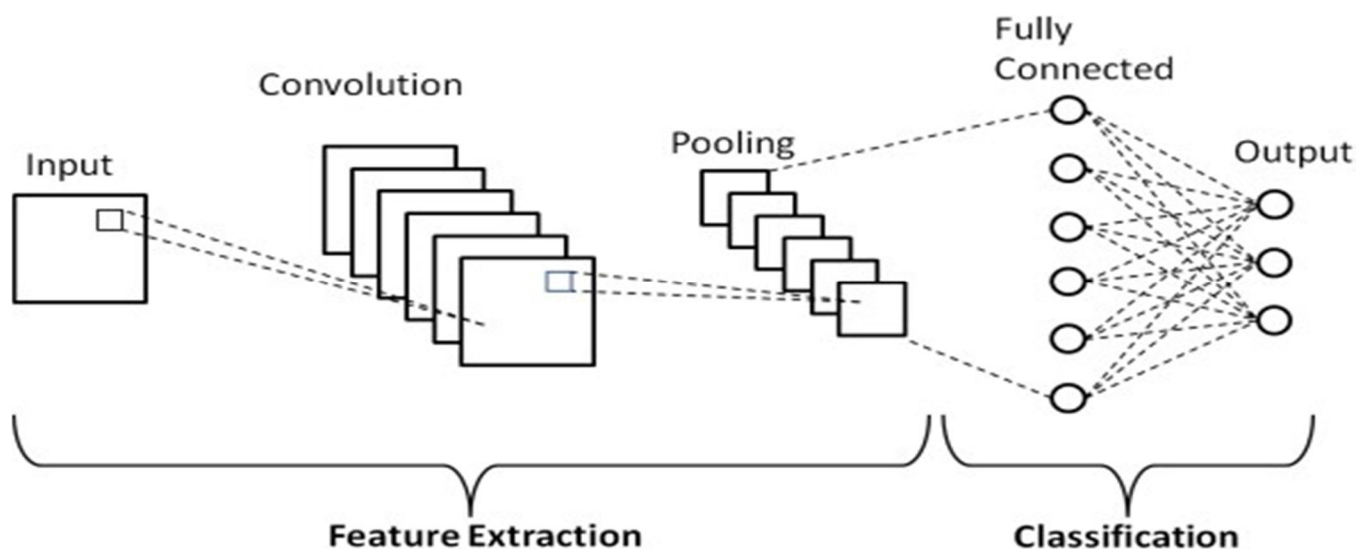 Input
Convolution
Pooling
Fully
Connected
Output
Feature Extraction
Classification